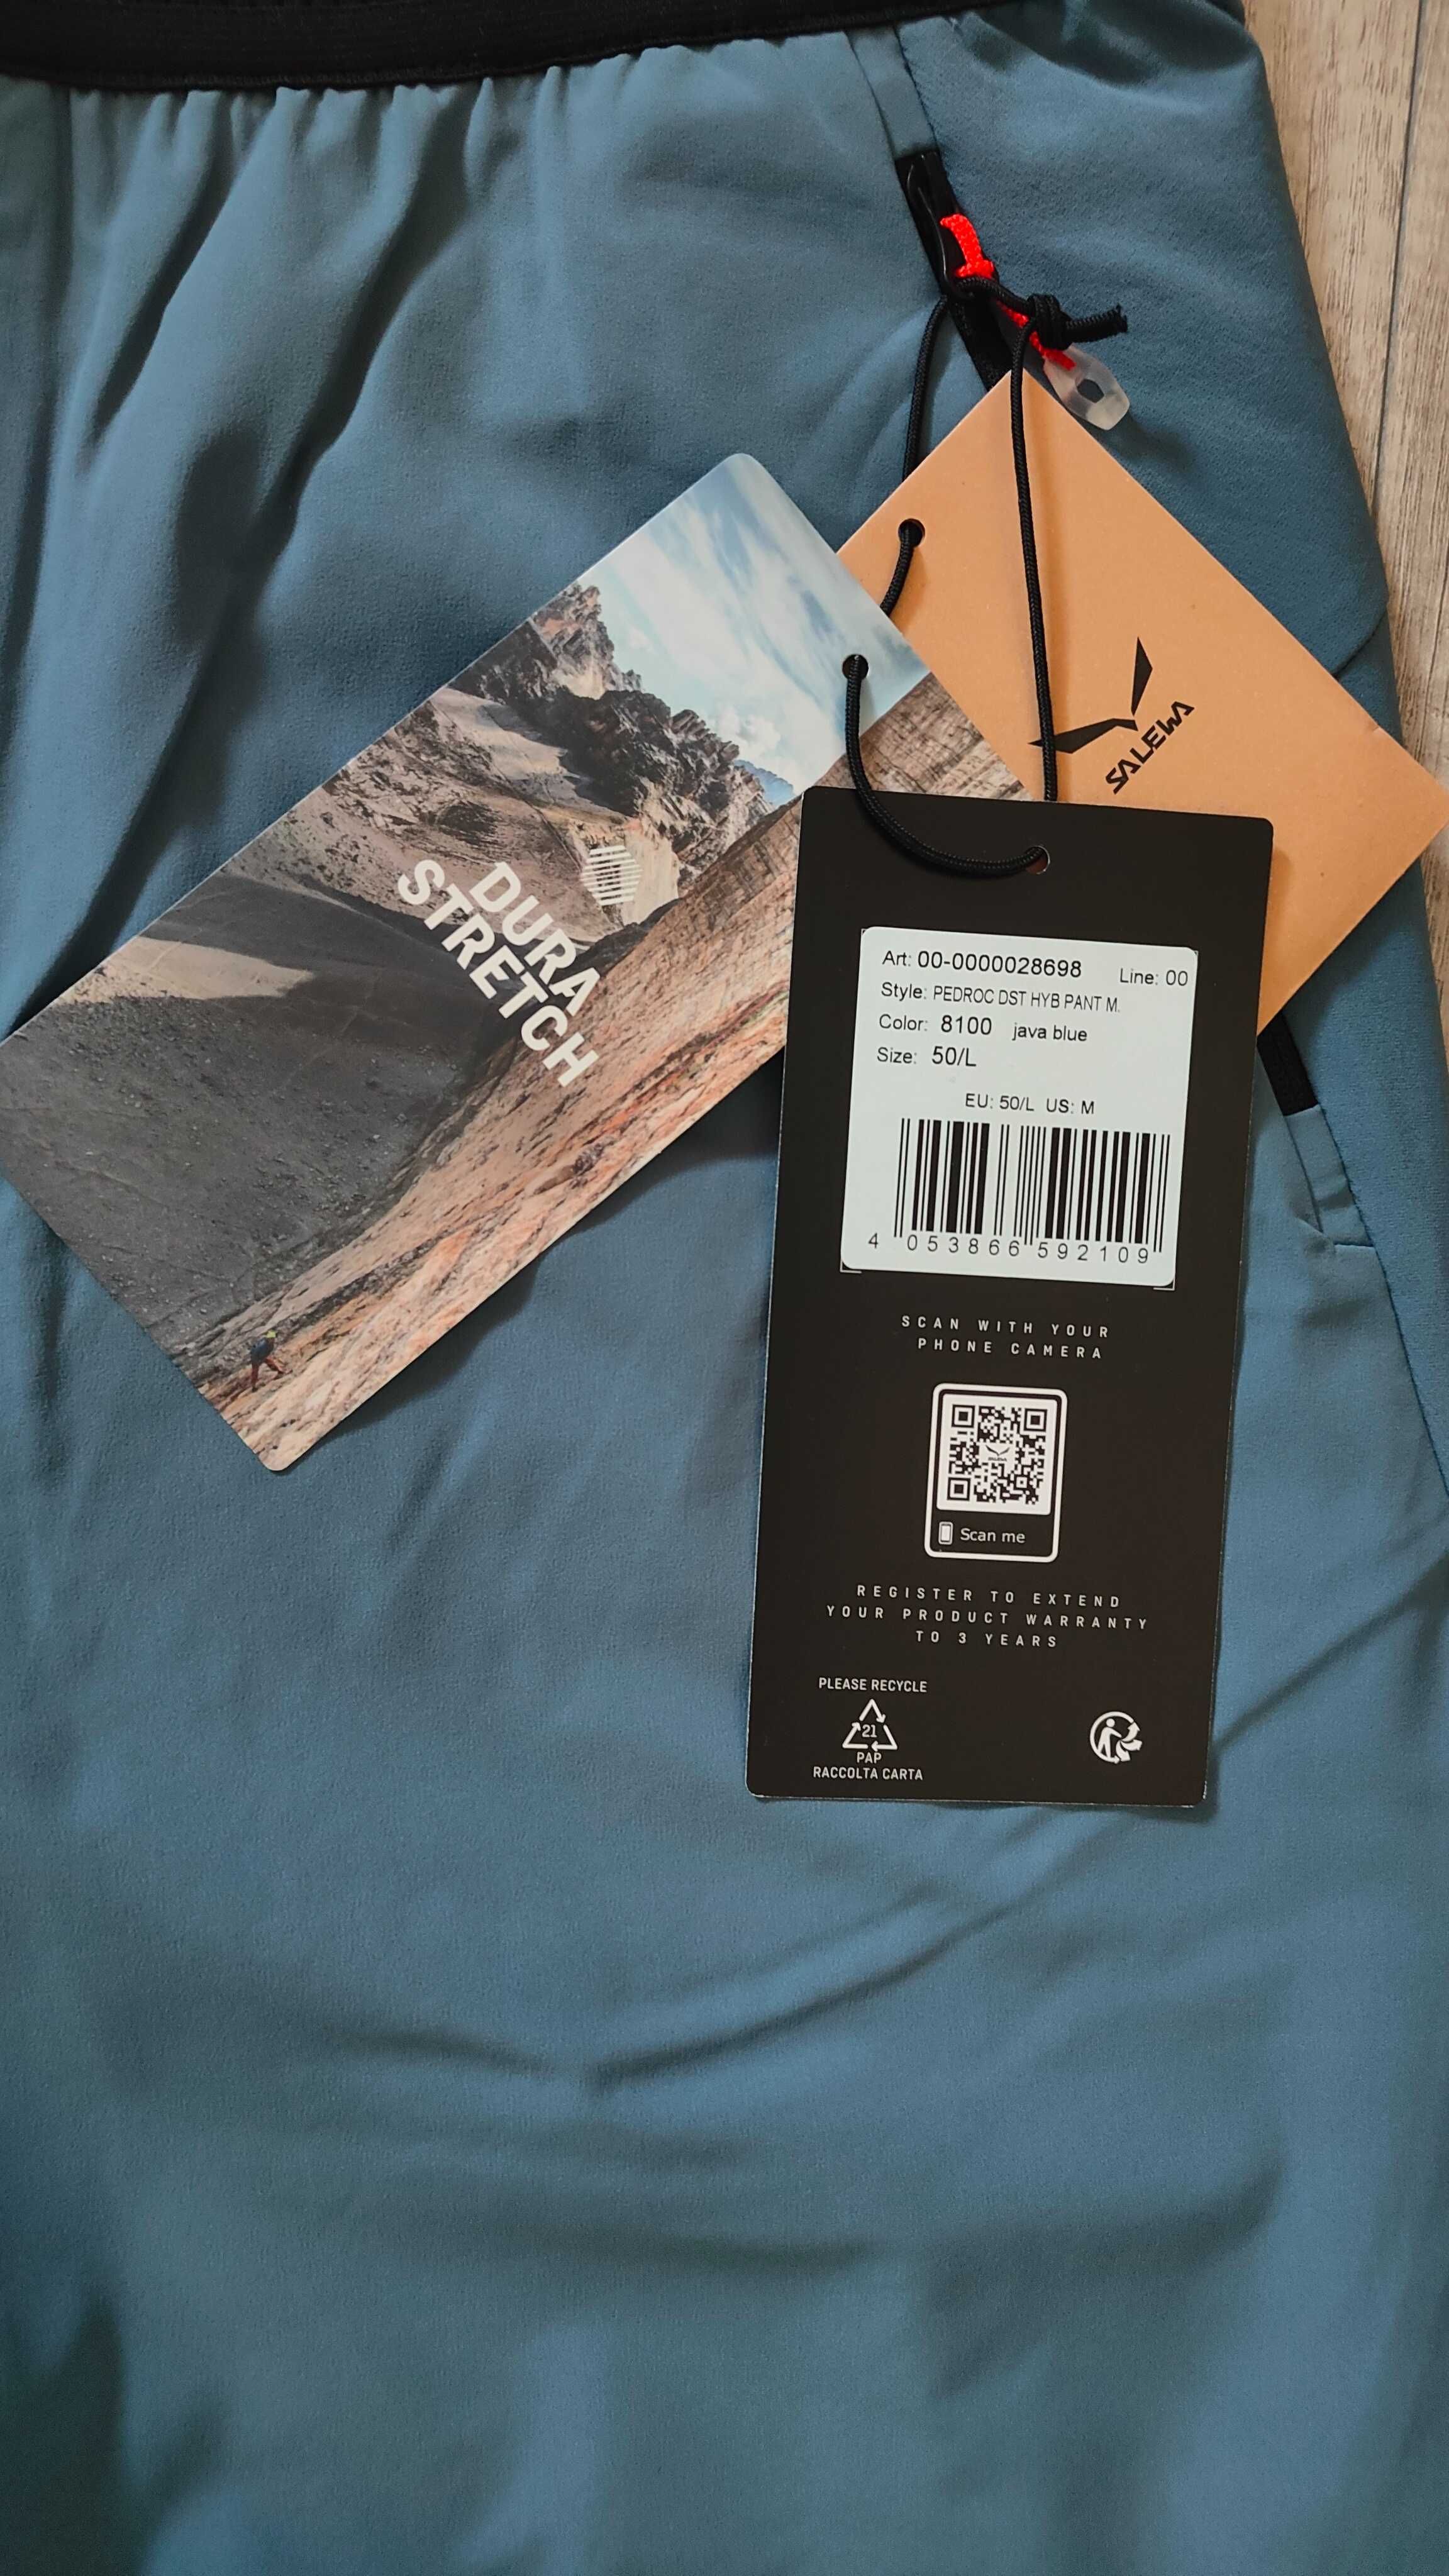 SALEWA
DURA
STRETCH
Art: 00-0000028698 Line: 00
Style: PEDROC DST HYB PANT M.
Color: 8100 java blue
Size: 50/L
EU: 50/L US: M
4 053866 592109
SCAN WITH YOUR
PHONE CAMERA
Scan me
REGISTER TO EXTEND
YOUR PRODUCT WARRANTY
TO 3 YEARS
PLEASE RECYCLE
21
PAP
RACCOLTA CARTA